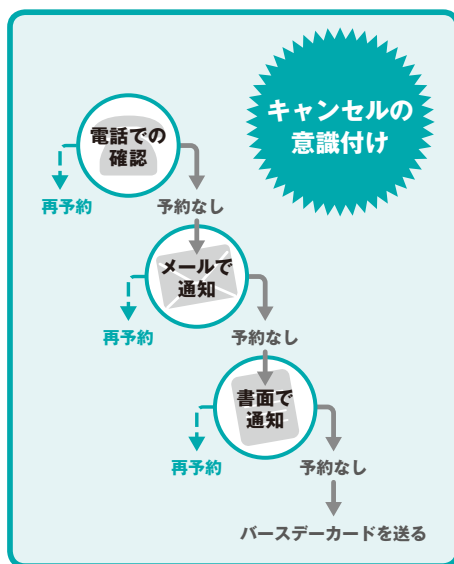 キャンセルの
意識付け
電話での
確認
再予約
予約なし
メールで
通知
再予約
予約なし
書面で
通知
再予約
予約なし
バースデーカードを送る